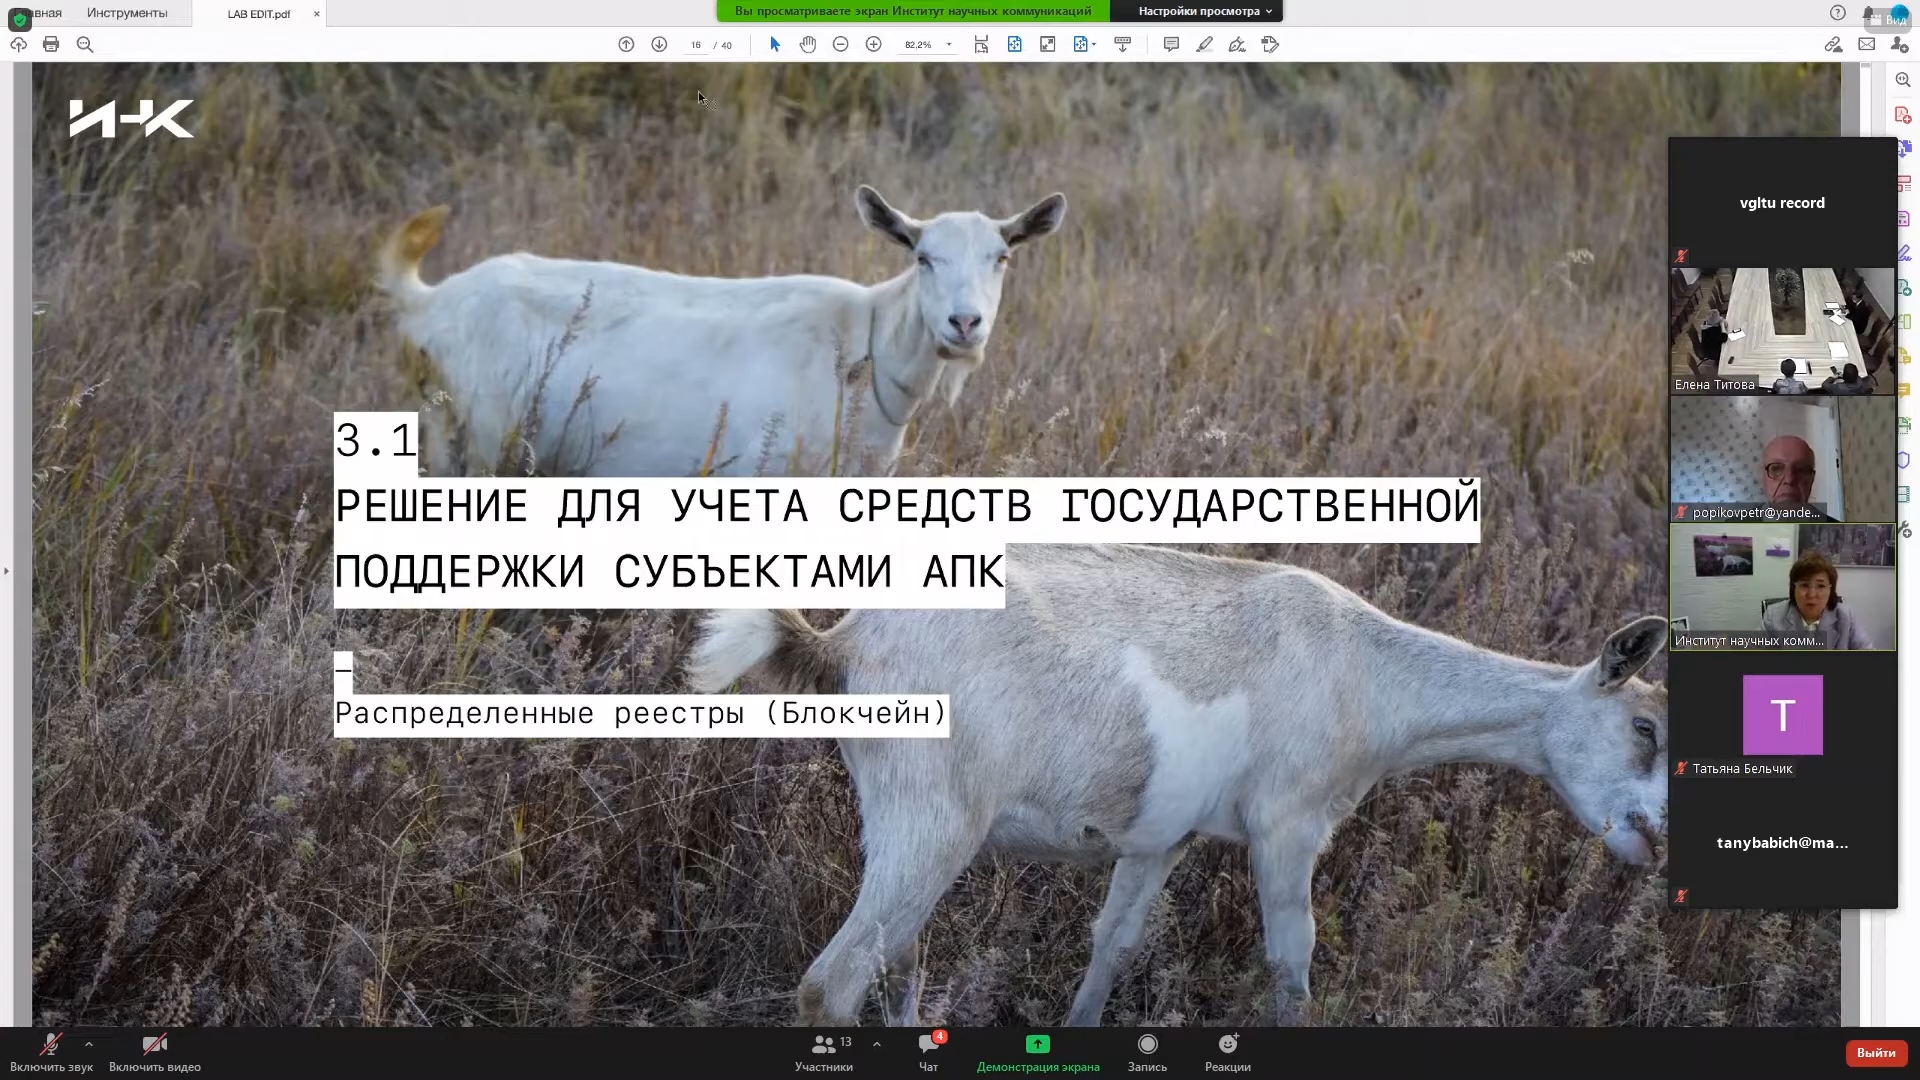 Главная
Инструменты
LAB EDIT.pdf
Вы просматриваете экран Институт научных коммуникаций
Настройки просмотра
Вид
16 / 40
82,2%
И-К
3.1
РЕШЕНИЕ ДЛЯ УЧЕТА СРЕДСТВ ГОСУДАРСТВЕННОЙ
ПОДДЕРЖКИ СУБЪЕКТАМИ АПК
—
Распределенные реестры (Блокчейн)
vgltu record
Елена Титова
popikovpetr@yande...
Институт научных комм...
T
Татьяна Бельчик
tanybabich@ma...
Включить звук
Включить видео
13
Участники
4
Чат
Демонстрация экрана
Запись
Реакции
Выйти